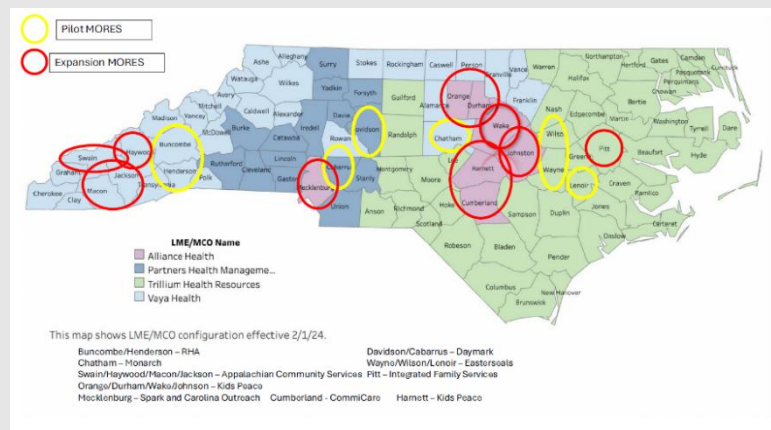 Pilot MORES
Expansion MORES
Ashe
Alleghany
Surry
Stokes
Rockingham
Caswell
Person
Granville
Vance
Warren
Northampton
Hertford
Gates
Camden
Pasquotank
Currituck
Perquimans
Chowan
Watauga
Wilkes
Yadkin
Forsyth
Guilford
Alamance
Orange
Durham
Franklin
Halifax
Bertie
Avery
Mitchell
Yancey
Caldwell
Alexander
Davie
Davidson
Randolph
Chatham
Wake
Nash
Edgecombe
Martin
Washington
Tyrrell
Dare
Madison
McDowell
Burke
Catawba
Iredell
Rowan
Wilson
Pitt
Beaufort
Hyde
Swain
Haywood
Buncombe
Rutherford
Lincoln
Cabarrus
Stanly
Montgomery
Moore
Lee
Harnett
Johnston
Wayne
Greene
Lenoir
Craven
Pamlico
Graham
Jackson
Henderson
Polk
Cleveland
Gaston
Mecklenburg
Cherokee
Macon
Clay
Transylvania
Union
Anson
Richmond
Hoke
Cumberland
Sampson
Duplin
Jones
Carteret
Scotland
Onslow
Robeson
Bladen
Pender
Columbus
New Hanover
Brunswick
LME/MCO Name
Alliance Health
Partners Health Manageme...
Trillium Health Resources
Vaya Health
This map shows LME/MCO configuration effective 2/1/24.
Buncombe/Henderson – RHA Davidson/Cabarrus – Daymark
Chatham – Monarch Wayne/Wilson/Lenoir – Easterseals
Swain/Haywood/Macon/Jackson – Appalachian Community Services Pitt – Integrated Family Services
Orange/Durham/Wake/Johnson - Kids Peace
Mecklenburg – Spark and Carolina Outreach Cumberland - CommiCare Harnett – Kids Peace